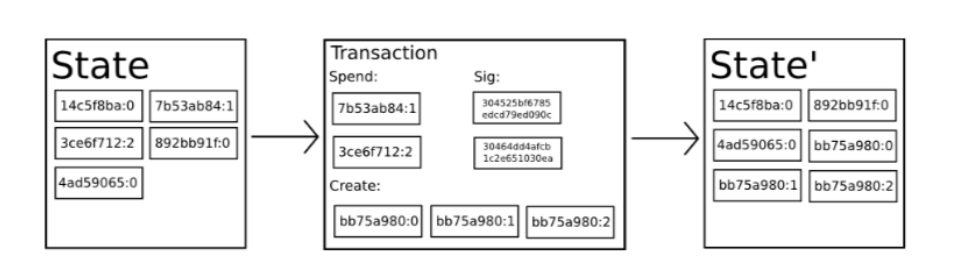 State
14c5f8ba:0 7b53ab84:1
3ce6f712:2 892bb91f:0
4ad59065:0
Transaction
Spend: Sig:
7b53ab84:1
304525bf6785
edcd79ed090c
3ce6f712:2
30464dd4afcb
1c2e651030ea
Create:
bb75a980:0 bb75a980:1 bb75a980:2
State'
14c5f8ba:0 892bb91f:0
4ad59065:0 bb75a980:0
bb75a980:1 bb75a980:2